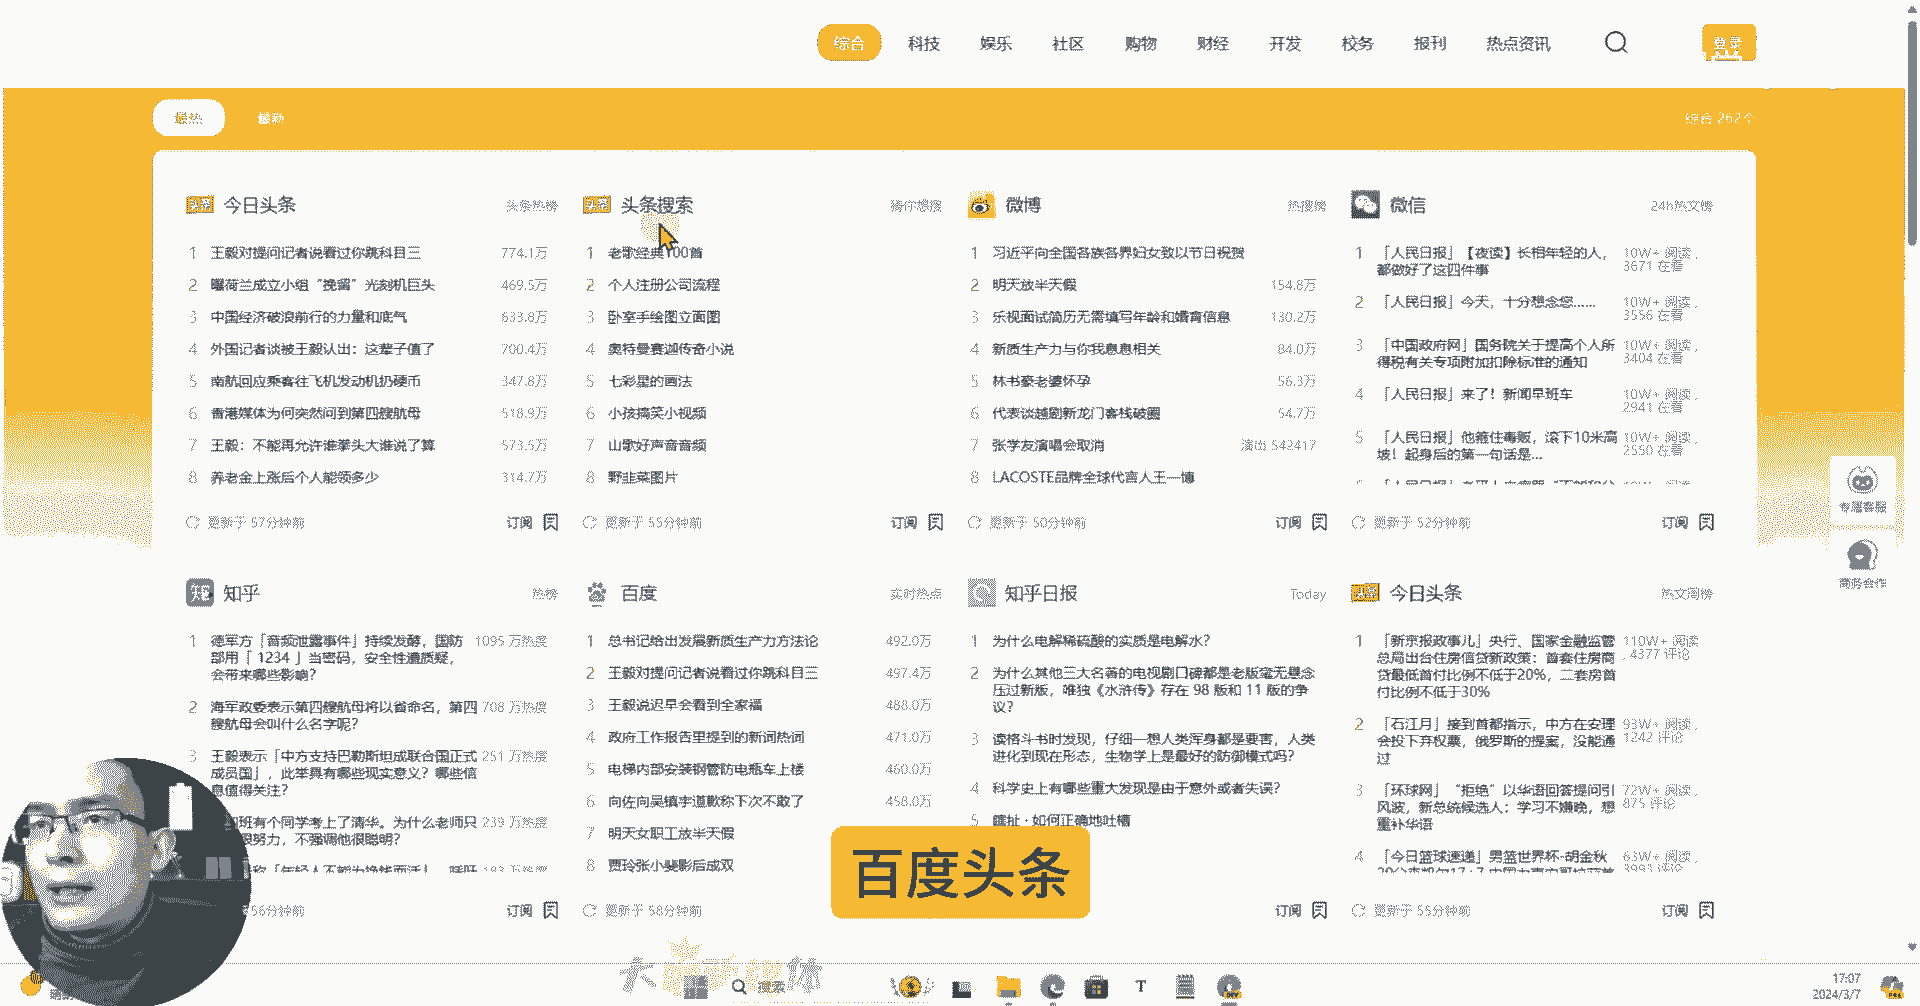 综合 科技 娱乐 社区 购物 财经 开发 校务 报刊 热点资讯 登录
最热 最新 综合 262个
今日头条 头条热榜
1 王毅对提问记者说看过你跳科目三 774.1万
2 曝荷兰成立小组“挽留”光刻机巨头 469.5万
3 中国经济破浪前行的力量和底气 633.8万
4 外国记者谈被王毅认出：这辈子值了 700.4万
5 南航回应乘客往飞机发动机扔硬币 347.8万
6 香港媒体为何突然问到第四艘航母 518.9万
7 王毅：不能再允许谁拳头大谁说了算 573.5万
8 养老金上涨后个人能领多少 314.7万
更新于 57分钟前 订阅
头条搜索 猜你想搜
1 老歌经典100首
2 个人注册公司流程
3 卧室手绘图立面图
4 奥特曼赛迦传奇小说
5 七彩星的画法
6 小孩搞笑小视频
7 山歌好声音音频
8 野韭菜图片
更新于 55分钟前 订阅
微博 热搜榜
1 习近平向全国各族各界妇女致以节日祝贺
2 明天放半天假 154.8万
3 乐视面试简历无需填写年龄和婚育信息 130.2万
4 新质生产力与你我息息相关 84.0万
5 林书豪老婆怀孕 56.3万
6 代表谈越剧新龙门客栈破圈 54.7万
7 张学友演唱会取消 演出 542417
8 LACOSTE品牌全球代言人王一博
更新于 50分钟前 订阅
微信 24h热文榜
1 「人民日报」【夜读】长相年轻的人， 10W+ 阅读 ,
都做好了这四件事 3671 在看
2 「人民日报」今天，十分想念您…… 10W+ 阅读 ,
3556 在看
3 「中国政府网」国务院关于提高个人所 10W+ 阅读 ,
得税有关专项附加扣除标准的通知 3404 在看
4 「人民日报」来了！新闻早班车 10W+ 阅读 ,
2941 在看
5 「人民日报」他箍住毒贩，滚下10米高 10W+ 阅读 ,
坡！起身后的第一句话是... 2550 在看
更新于 52分钟前 订阅
专属客服
商务合作
知乎 热榜
1 德军方「音频泄露事件」持续发酵，国防 1095 万热度
部用「 1234 」当密码，安全性遭质疑，
会带来哪些影响？
2 海军政委表示第四艘航母将以省命名，第四 708 万热度
艘航母会叫什么名字呢？
3 王毅表示「中方支持巴勒斯坦成联合国正式 251 万热度
成员国」，此举具有哪些现实意义？哪些信
息值得关注？
班有个同学考上了清华。为什么老师只 239 万热度
努力，不强调他很聪明？
56分钟前 订阅
百度 实时热点
1 总书记给出发展新质生产力方法论 492.0万
2 王毅对提问记者说看过你跳科目三 497.4万
3 王毅说迟早会看到全家福 488.0万
4 政府工作报告里提到的新词热词 471.0万
5 电梯内部安装钢管防电瓶车上楼 460.0万
6 向佐向吴镇宇道歉称下次不敢了 458.0万
7 明天女职工放半天假
8 贾玲张小斐影后成双
更新于 58分钟前
知乎日报 Today
1 为什么电解稀硫酸的实质是电解水？
2 为什么其他三大名著的电视剧口碑都是老版毫无悬念
压过新版，唯独《水浒传》存在 98 版和 11 版的争
议？
3 读格斗书时发现，仔细一想人类浑身都是要害，人类
进化到现在形态，生物学上是最好的防御模式吗？
4 科学史上有哪些重大发现是由于意外或者失误？
5 瞎扯 · 如何正确地吐槽
订阅
今日头条 热文周榜
1 「新京报政事儿」央行、国家金融监管 110W+ 阅读
总局出台住房信贷新政策：首套住房商 , 4377 评论
贷最低首付比例不低于20%，二套房首
付比例不低于30%
2 「石江月」接到首都指示，中方在安理 93W+ 阅读 ,
会投下弃权票，俄罗斯的提案，没能通 1242 评论
过
3 「环球网」“拒绝”以华语回答提问引 72W+ 阅读 ,
风波，新总统候选人：学习不嫌晚，想 875 评论
重补华语
4 「今日篮球速递」男篮世界杯-胡金秋 63W+ 阅读 ,
更新于 55分钟前 订阅
百度头条
搜索
17:07
2024/3/7